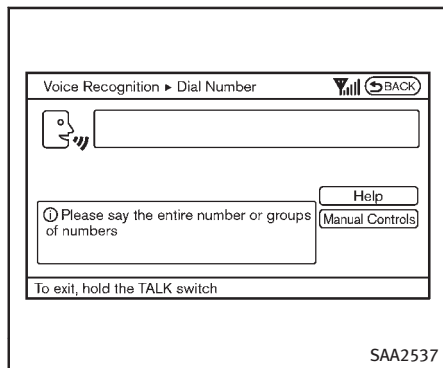 Voice Recognition ▸ Dial Number
BACK
Help
ⓘ Please say the entire number or groups
of numbers
Manual Controls
To exit, hold the TALK switch
SAA2537